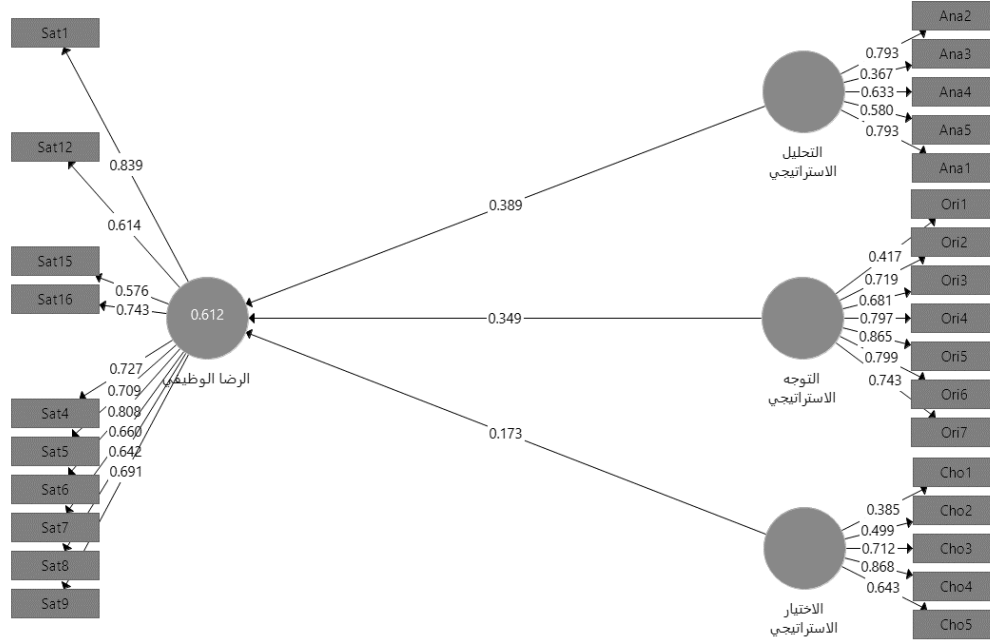 Sat1
Sat12
Sat15
Sat16
Sat4
Sat5
Sat6
Sat7
Sat8
Sat9
0.839
0.614
0.576
0.743
0.727
0.709
0.808
0.660
0.642
0.691
0.612
الرضا الوظيفي
0.389
0.349
0.173
التحليل
الاستراتيجي
0.793
0.367
0.633
0.580
0.793
Ana2
Ana3
Ana4
Ana5
Ana1
التوجه
الاستراتيجي
0.417
0.719
0.681
0.797
0.865
0.799
0.743
Ori1
Ori2
Ori3
Ori4
Ori5
Ori6
Ori7
الاختيار
الاستراتيجي
0.385
0.499
0.712
0.868
0.643
Cho1
Cho2
Cho3
Cho4
Cho5